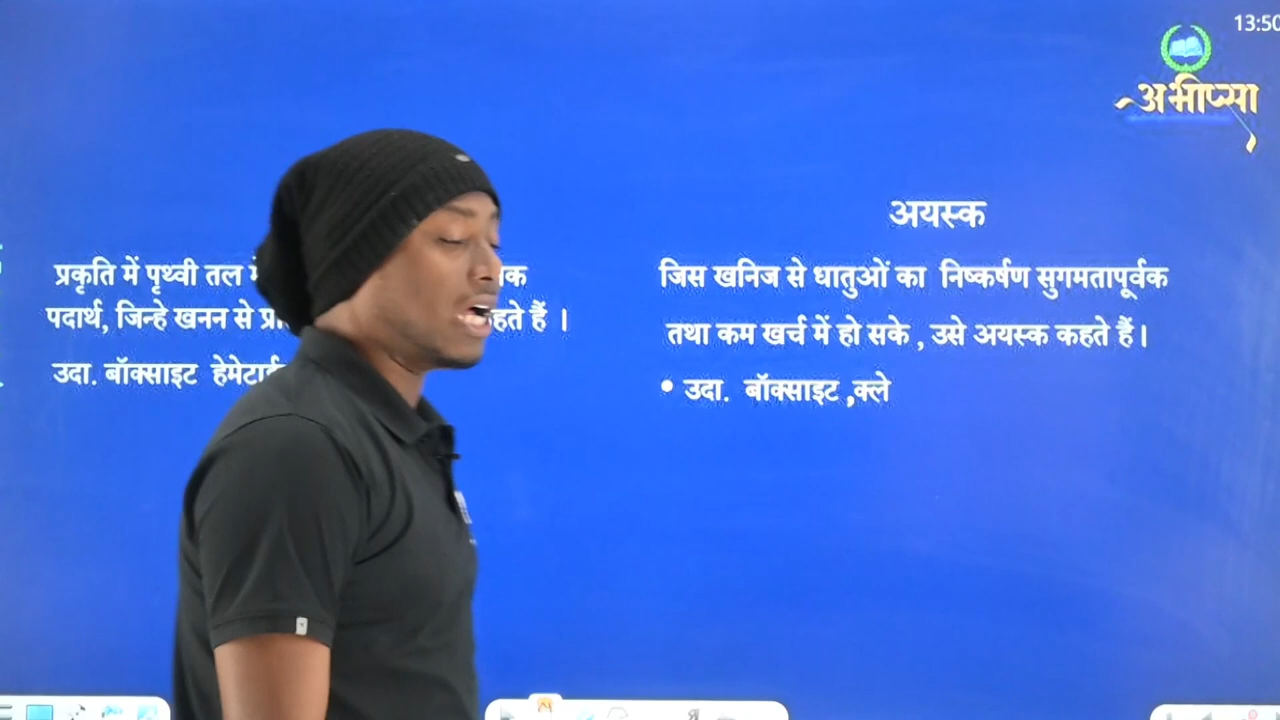 13:50
अभीप्सा
प्रकृति में पृथ्वी तल
पदार्थ, जिन्हे खनन से कहते हैं ।
उदा. बॉक्साइट
अयस्क
जिस खनिज से धातुओं का निष्कर्षण सुगमतापूर्वक
तथा कम खर्च में हो सके , उसे अयस्क कहते हैं।
• उदा. बॉक्साइट ,क्ले